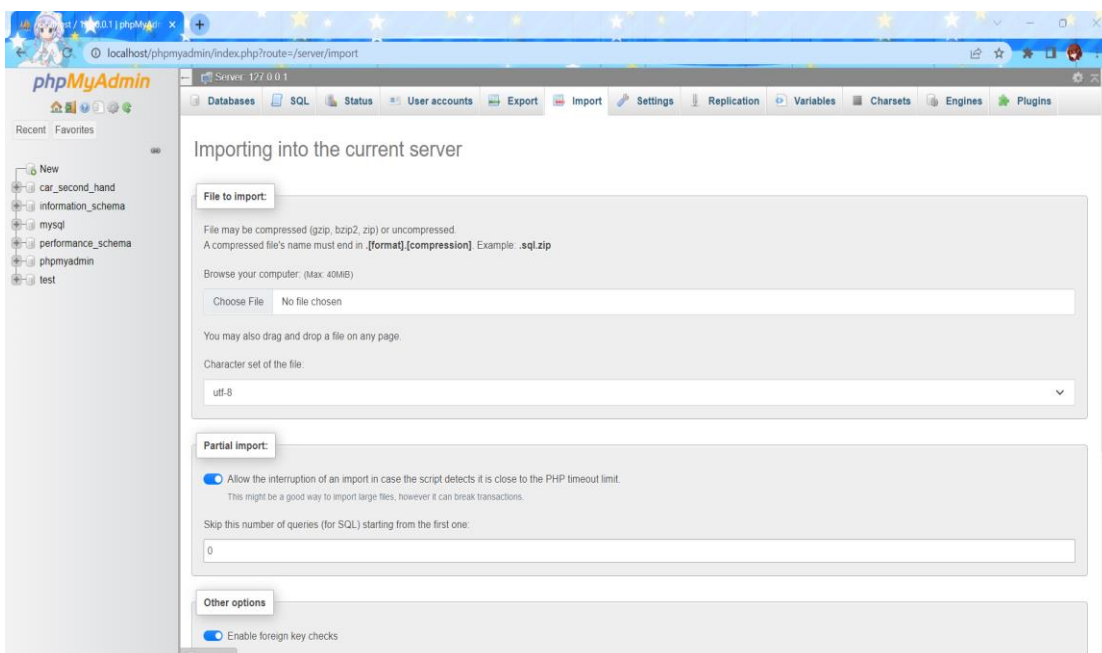 0.0.1 | phpMyAd
localhost/phpmyadmin/index.php?route=/server/import
phpMyAdmin
Recent Favorites
New
car_second_hand
information_schema
mysql
performance_schema
phpmyadmin
test
Server: 127.0.0.1
Databases SQL Status User accounts Export Import Settings Replication Variables Charsets Engines Plugins
Importing into the current server
File to import:
File may be compressed (gzip, bzip2, zip) or uncompressed.
A compressed file's name must end in .[format].[compression]. Example: .sql.zip
Browse your computer: (Max: 40MiB)
Choose File No file chosen
You may also drag and drop a file on any page.
Character set of the file:
utf-8
Partial import:
Allow the interruption of an import in case the script detects it is close to the PHP timeout limit.
This might be a good way to import large files, however it can break transactions.
Skip this number of queries (for SQL) starting from the first one:
0
Other options
Enable foreign key checks